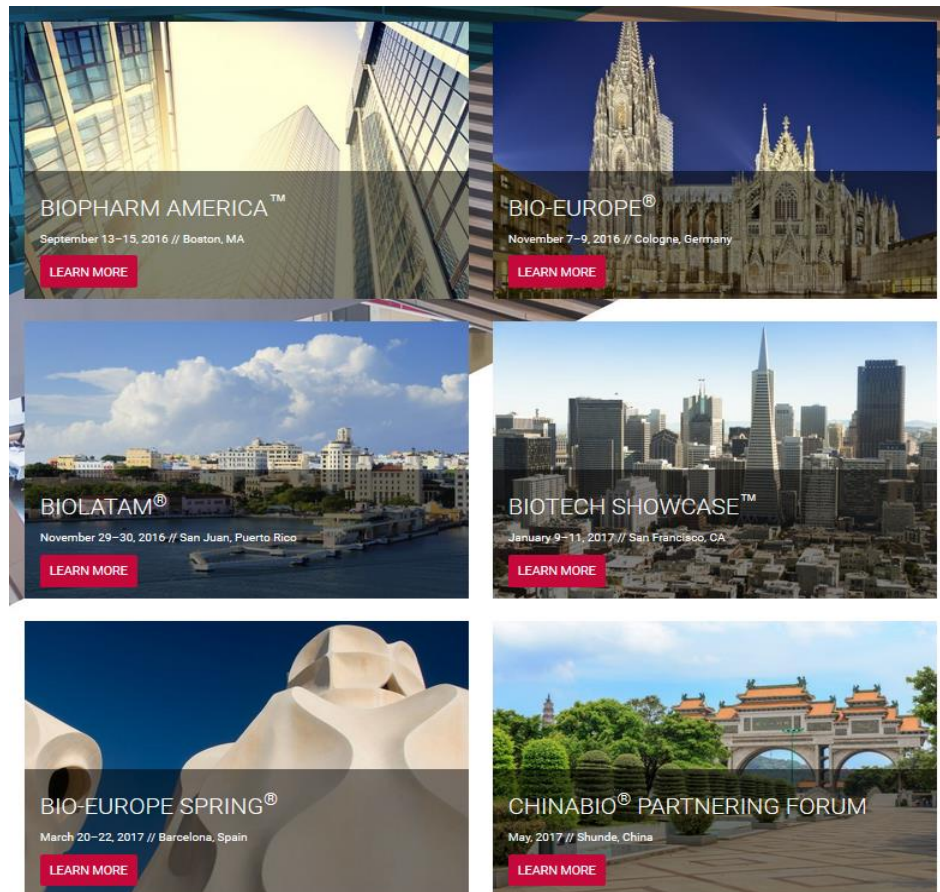 BIOPHARM AMERICA™
September 13–15, 2016 // Boston, MA
LEARN MORE
BIO-EUROPE®
November 7–9, 2016 // Cologne, Germany
LEARN MORE
BIOLATAM®
November 29–30, 2016 // San Juan, Puerto Rico
LEARN MORE
BIOTECH SHOWCASE™
January 9–11, 2017 // San Francisco, CA
LEARN MORE
BIO-EUROPE SPRING®
March 20–22, 2017 // Barcelona, Spain
LEARN MORE
CHINABIO® PARTNERING FORUM
May, 2017 // Shunde, China
LEARN MORE